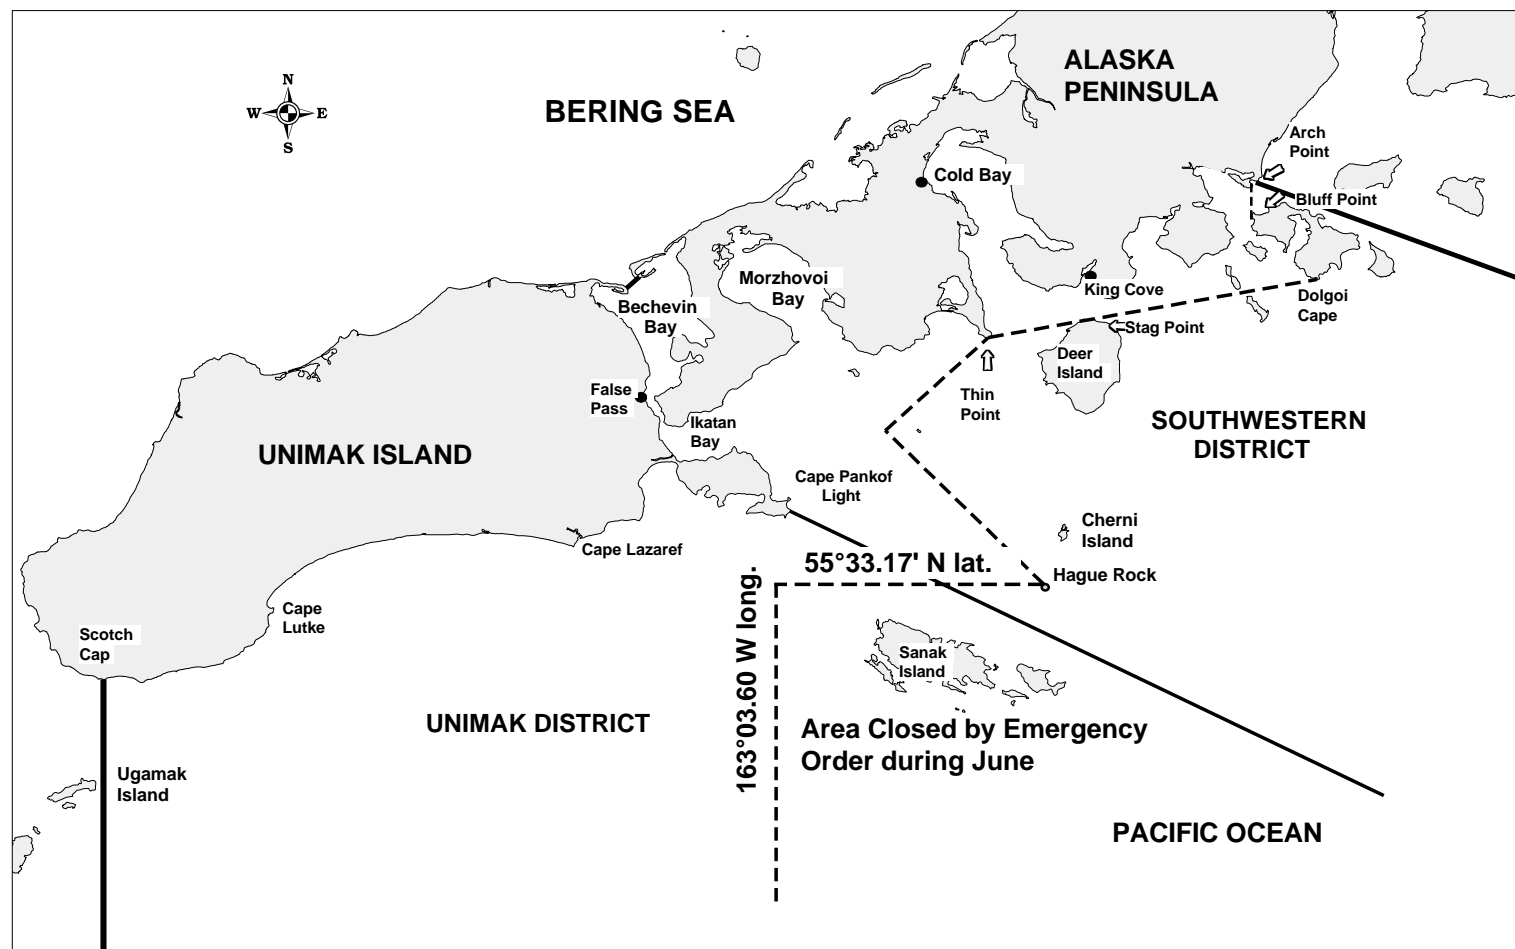 ALASKA
PENINSULA
N
W
E
S
BERING SEA
Arch
Point
Cold Bay
Bluff Point
Morzhovoi
Bay
King Cove
Dolgoi
Cape
Bechevin
Bay
Stag Point
Deer
Island
False
Pass
Thin
Point
Ikatan
Bay
SOUTHWESTERN
DISTRICT
UNIMAK ISLAND
Cape Pankof
Light
Cherni
Island
Cape Lazaref
55°33.17' N lat.
Hague Rock
163°03.60 W long.
Cape
Lutke
Scotch
Cap
Sanak
Island
UNIMAK DISTRICT
Area Closed by Emergency
Order during June
Ugamak
Island
PACIFIC OCEAN